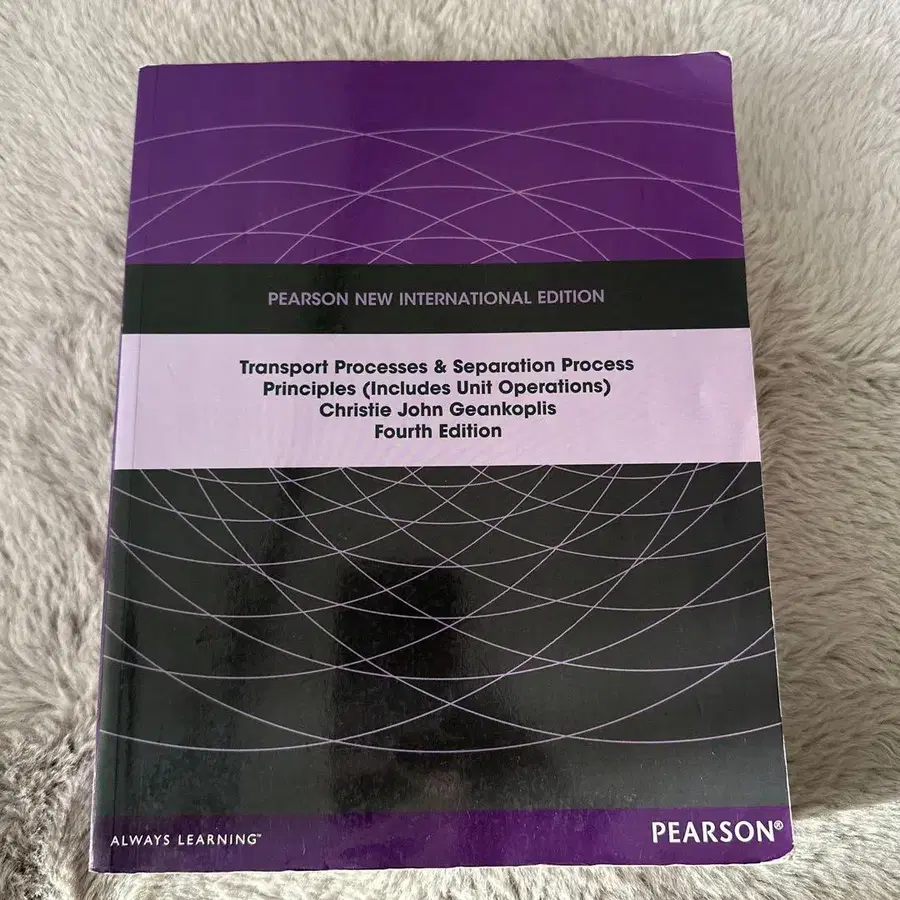 PEARSON NEW INTERNATIONAL EDITION
Transport Processes & Separation Process
Principles (Includes Unit Operations)
Christie John Geankoplis
Fourth Edition
ALWAYS LEARNING™
PEARSON®